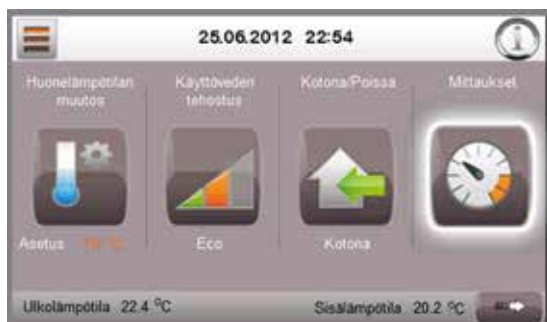 25.06.2012 22:54
Huonelämpötilan muutos
Käyttöveden tehostus
Kotona/Poissa
Mittaukset
Asetus
Eco
Kotona
Ulkolämpötila 22.4 °C
Sisälämpötila 20.2 °C